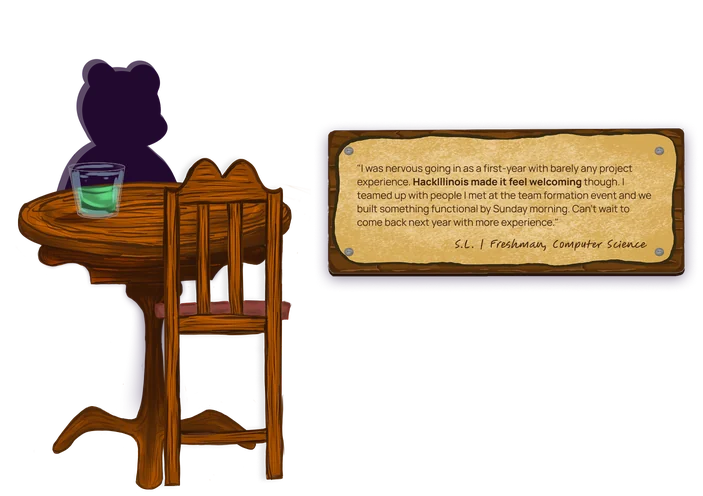 "I was nervous going in as a first-year with barely any project
experience. HackIllinois made it feel welcoming though. I
teamed up with people I met at the team formation event and we
built something functional by Sunday morning. Can't wait to
come back next year with more experience."
S.L. | Freshman, Computer Science